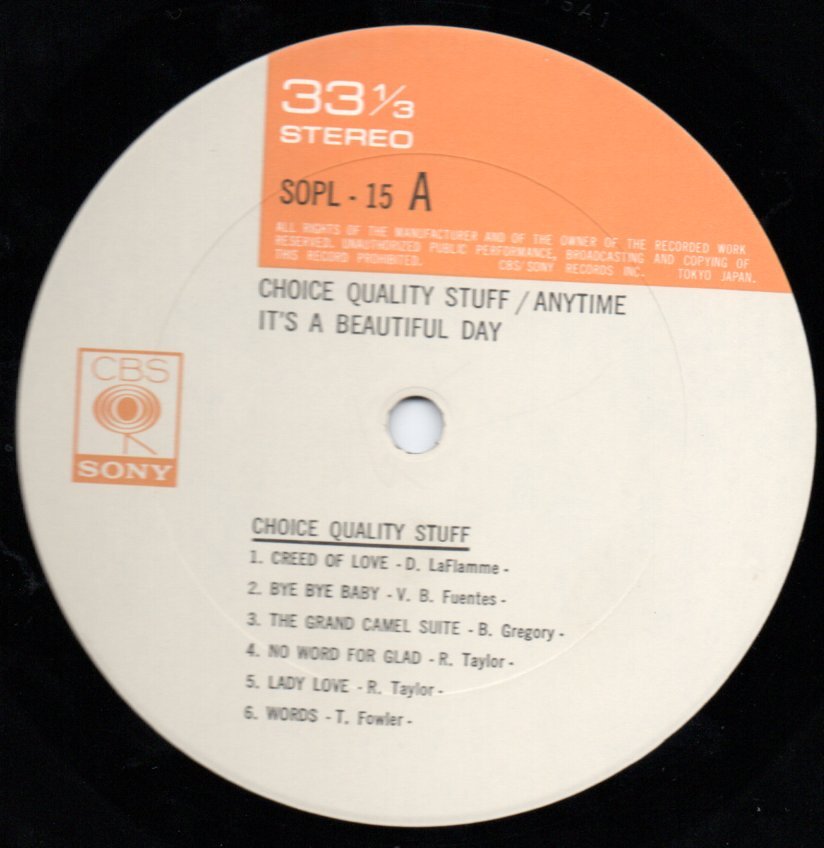 33 1/3
STEREO
SOPL - 15 A
ALL RIGHTS OF THE MANUFACTURER AND OF THE OWNER OF THE RECORDED WORK
RESERVED. UNAUTHORIZED PUBLIC PERFORMANCE, BROADCASTING AND COPYING OF
THIS RECORD PROHIBITED. CBS/SONY RECORDS INC. TOKYO JAPAN.
CHOICE QUALITY STUFF / ANYTIME
IT'S A BEAUTIFUL DAY
CBS
SONY
CHOICE QUALITY STUFF
1. CREED OF LOVE - D. LaFlamme -
2. BYE BYE BABY - V. B. Fuentes -
3. THE GRAND CAMEL SUITE - B. Gregory -
4. NO WORD FOR GLAD - R. Taylor -
5. LADY LOVE - R. Taylor -
6. WORDS - T. Fowler -